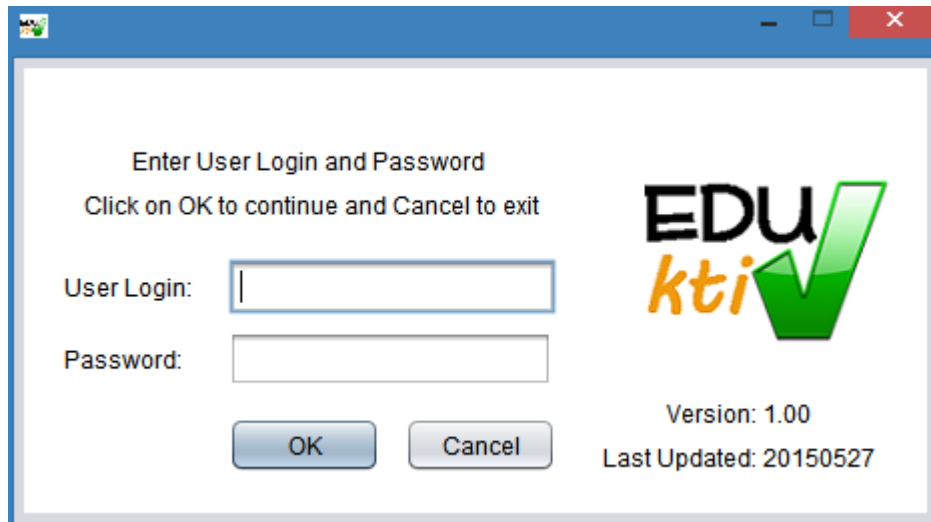 Enter User Login and Password
Click on OK to continue and Cancel to exit
User Login:
Password:
OK
Cancel
EDU
kti
Version: 1.00
Last Updated: 20150527